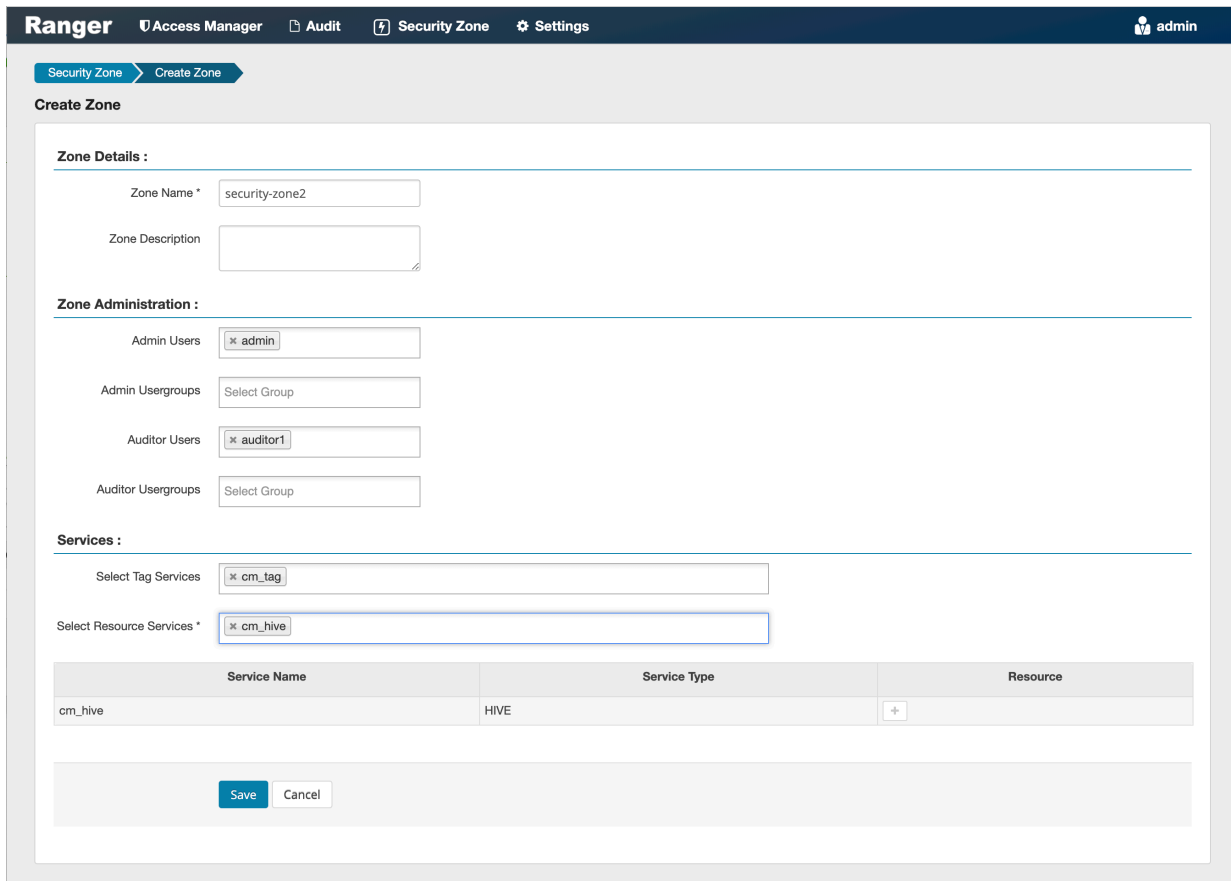 Ranger Access Manager Audit Security Zone Settings admin
Security Zone Create Zone
Create Zone
Zone Details :
Zone Name * security-zone2
Zone Description
Zone Administration :
Admin Users × admin
Admin Usergroups Select Group
Auditor Users × auditor1
Auditor Usergroups Select Group
Services :
Select Tag Services × cm_tag
Select Resource Services * × cm_hive
Service Name Service Type Resource
cm_hive HIVE +
Save Cancel